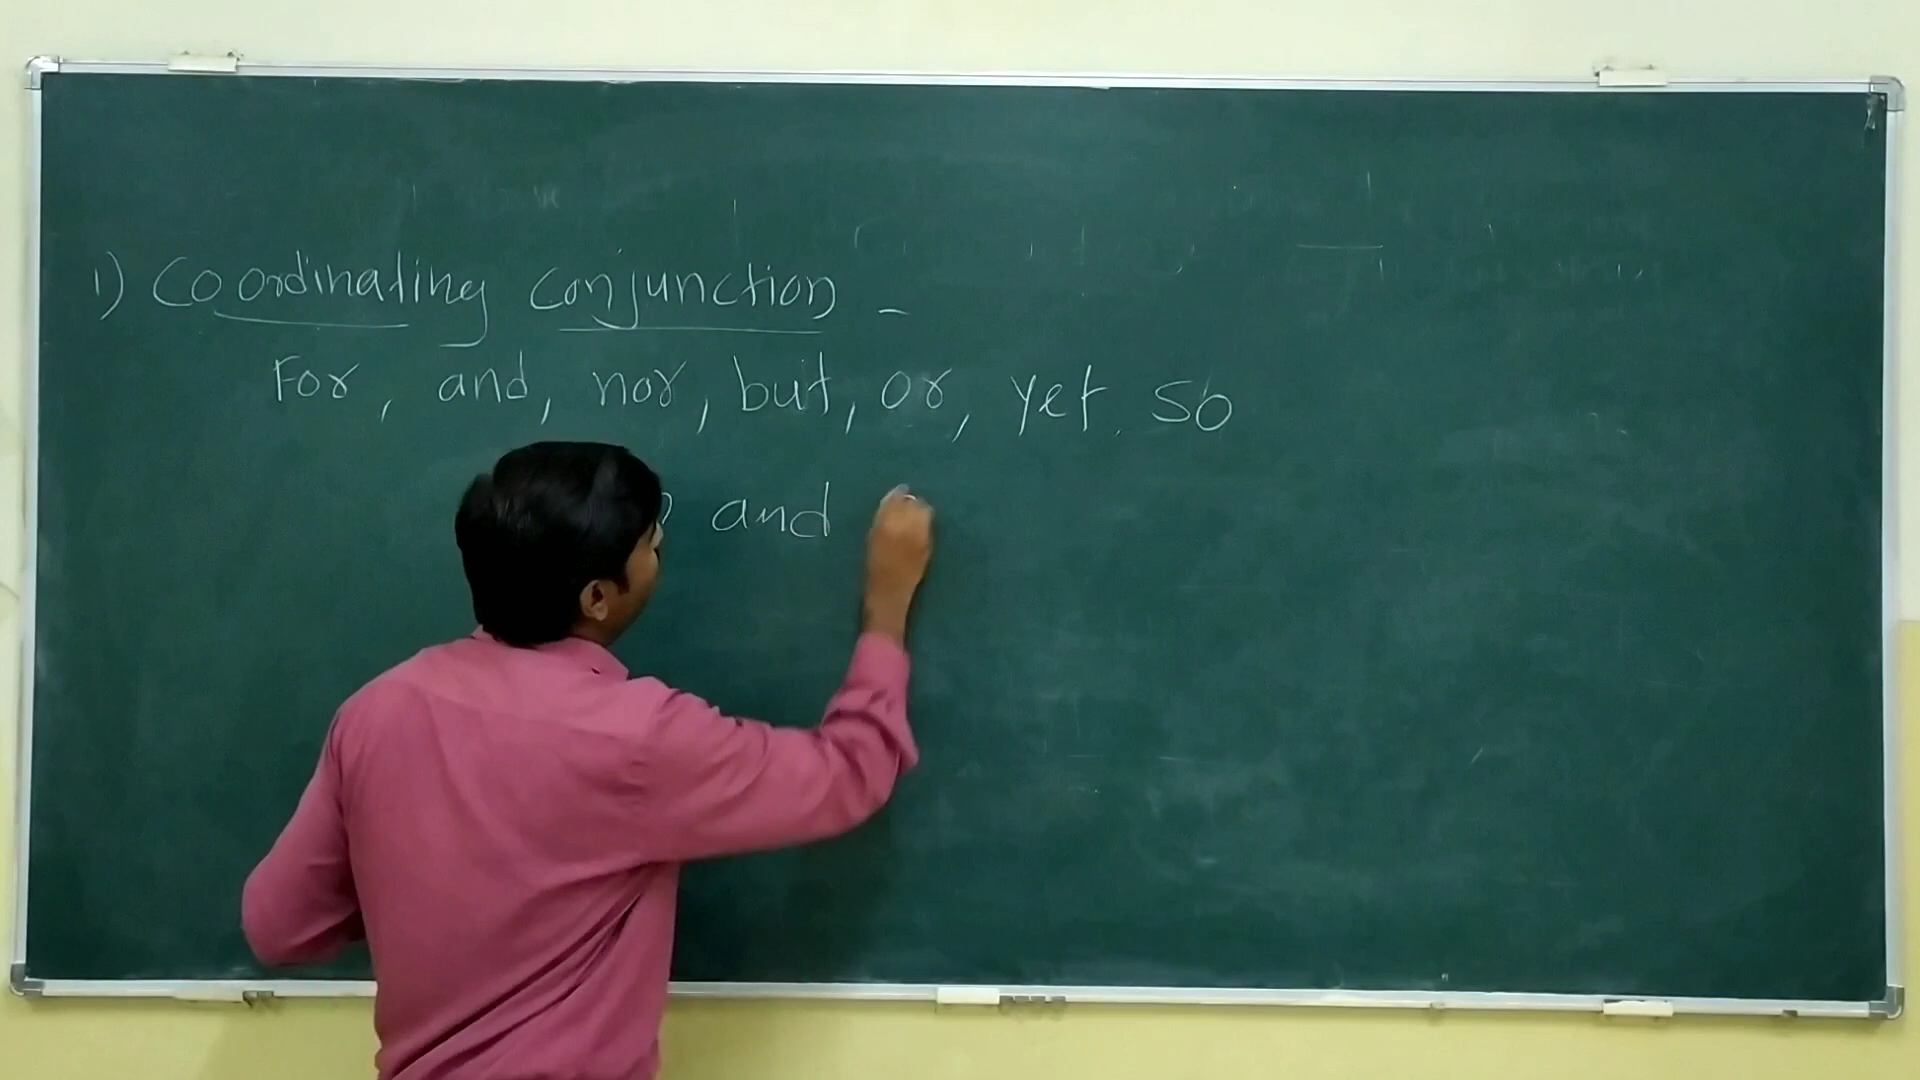 1) Coordinating conjunction -
For, and, nor, but, or, yet, so
and